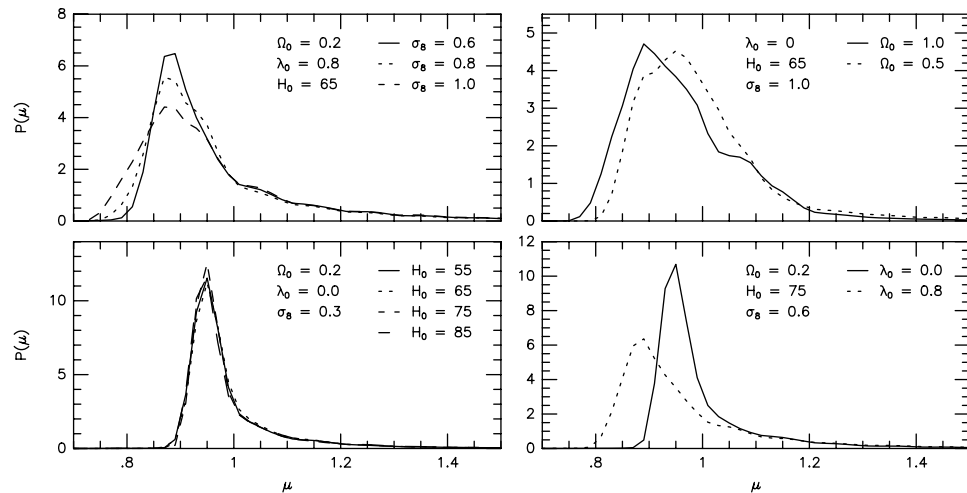 8
6
4
2
0
P(μ)
Ω₀ = 0.2
λ₀ = 0.8
H₀ = 65
σ₈ = 0.6
σ₈ = 0.8
σ₈ = 1.0
5
4
3
2
1
0
λ₀ = 0
H₀ = 65
σ₈ = 1.0
Ω₀ = 1.0
Ω₀ = 0.5
10
5
0
P(μ)
Ω₀ = 0.2
λ₀ = 0.0
σ₈ = 0.3
H₀ = 55
H₀ = 65
H₀ = 75
H₀ = 85
.8
1
1.2
1.4
μ
12
10
8
6
4
2
0
Ω₀ = 0.2
H₀ = 75
σ₈ = 0.6
λ₀ = 0.0
λ₀ = 0.8
.8
1
1.2
1.4
μ